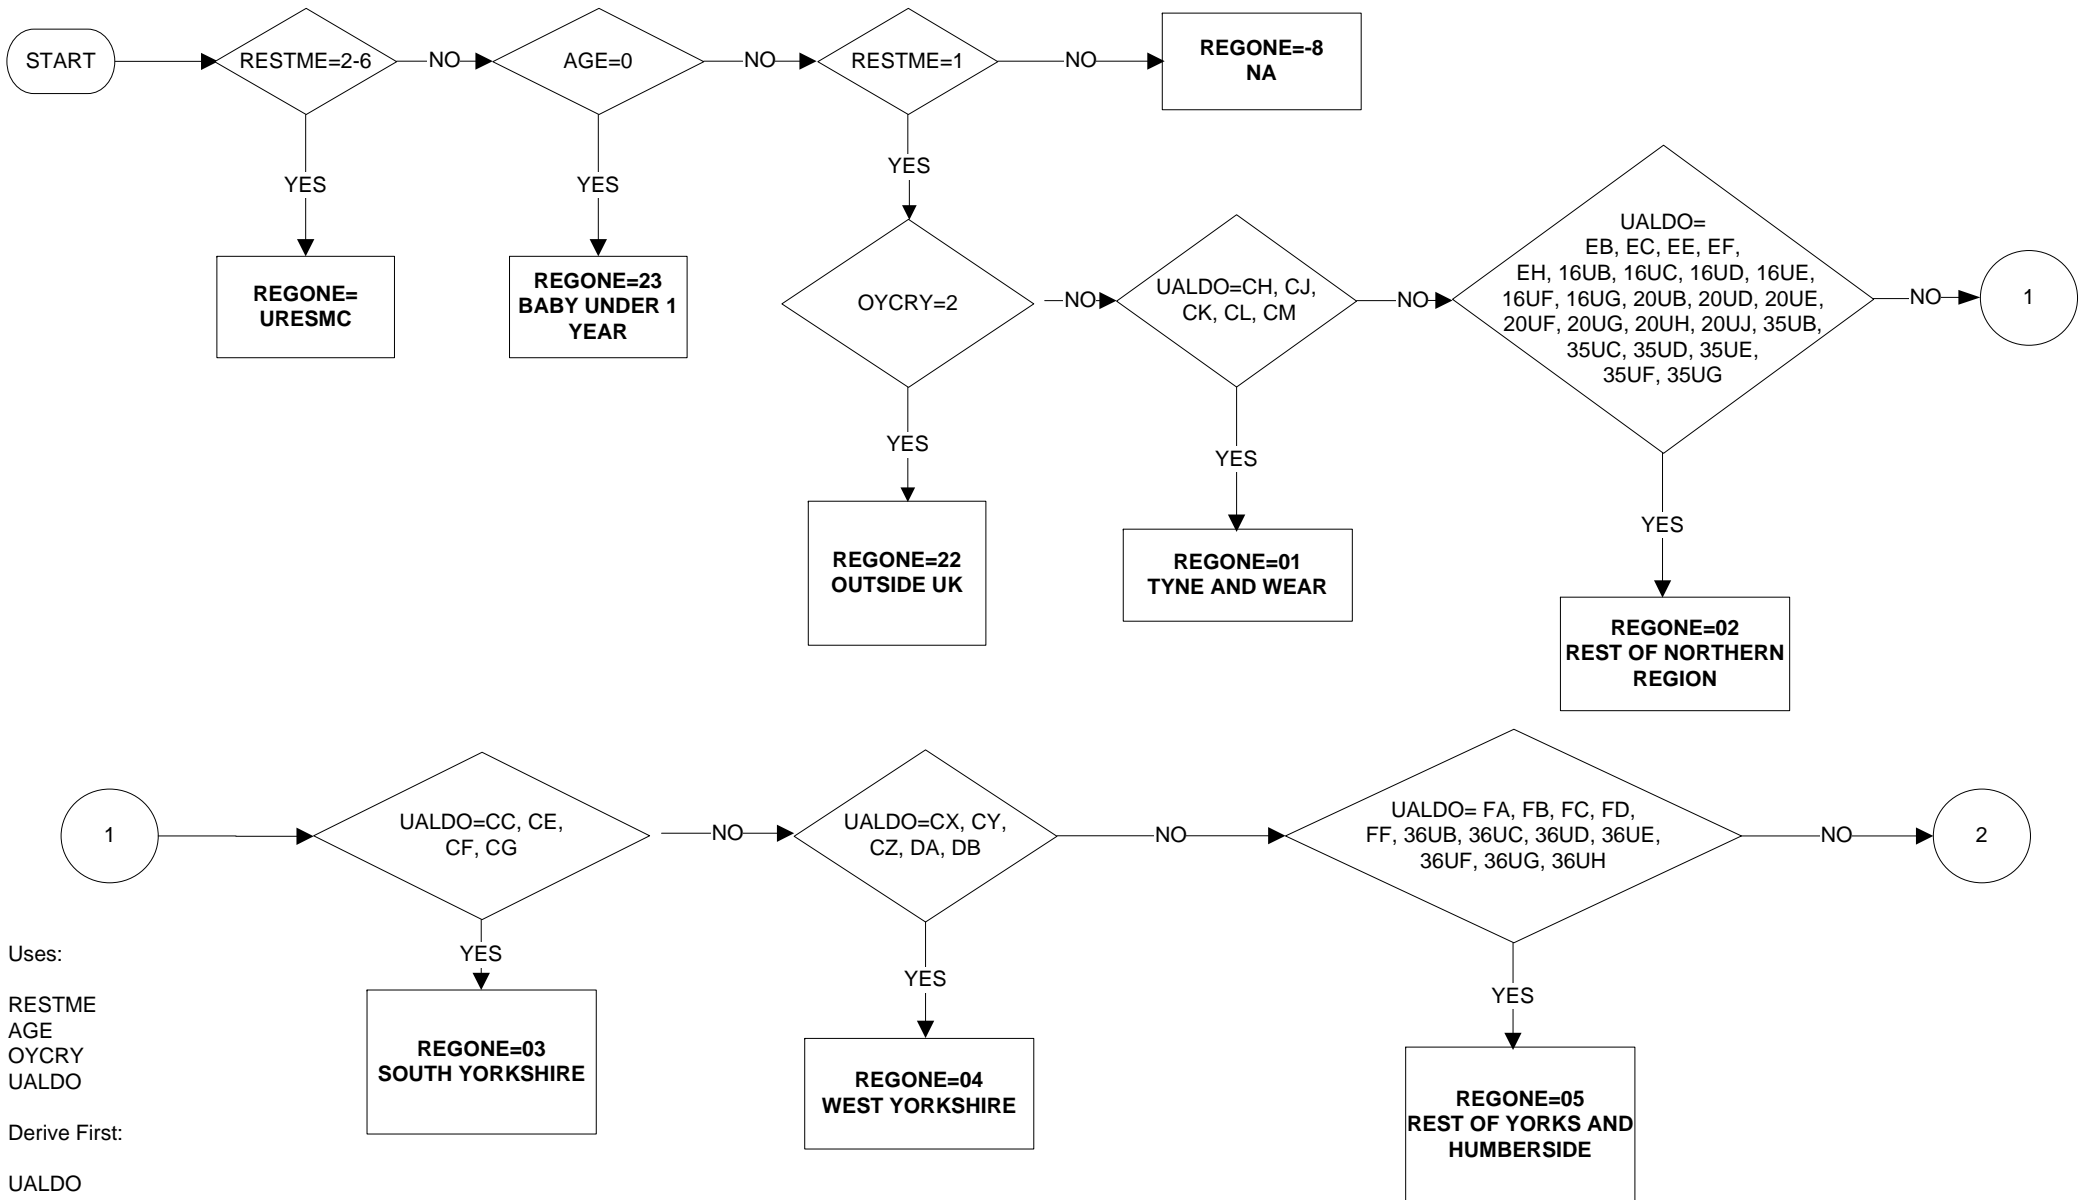 START
RESTME=2-6
NO
AGE=0
NO
RESTME=1
NO
REGONE=-8
NA
YES
YES
YES
REGONE=
URESMC
REGONE=23
BABY UNDER 1
YEAR
OYCRY=2
NO
UALDO=CH, CJ,
CK, CL, CM
NO
UALDO=
EB, EC, EE, EF,
EH, 16UB, 16UC, 16UD, 16UE,
16UF, 16UG, 20UB, 20UD, 20UE,
20UF, 20UG, 20UH, 20UJ, 35UB,
35UC, 35UD, 35UE,
35UF, 35UG
NO
1
YES
YES
YES
REGONE=22
OUTSIDE UK
REGONE=01
TYNE AND WEAR
REGONE=02
REST OF NORTHERN
REGION
1
UALDO=CC, CE,
CF, CG
NO
UALDO=CX, CY,
CZ, DA, DB
NO
UALDO= FA, FB, FC, FD,
FF, 36UB, 36UC, 36UD, 36UE,
36UF, 36UG, 36UH
NO
2
YES
YES
YES
REGONE=03
SOUTH YORKSHIRE
REGONE=04
WEST YORKSHIRE
REGONE=05
REST OF YORKS AND
HUMBERSIDE
Uses:
RESTME
AGE
OYCRY
UALDO
Derive First:
UALDO